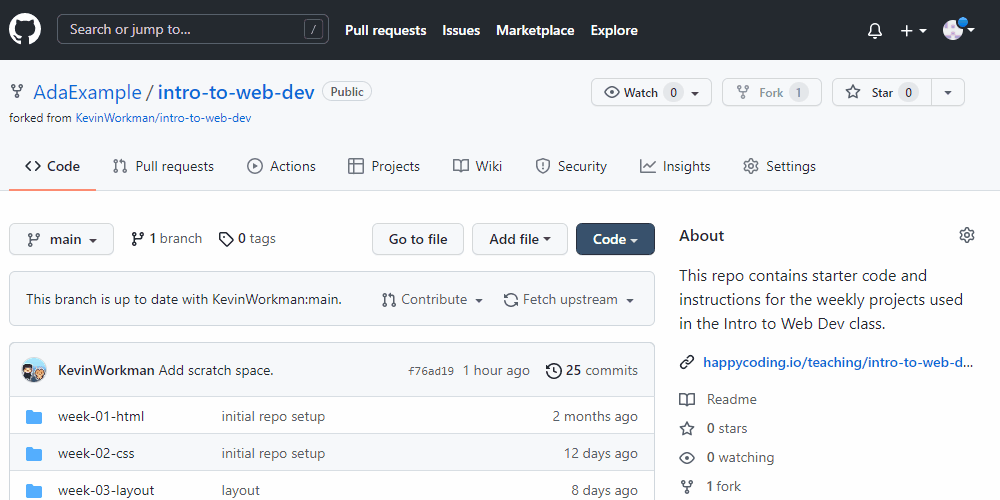 Search or jump to... / Pull requests Issues Marketplace Explore
AdaExample / intro-to-web-dev Public Watch 0 Fork 1 Star 0
forked from KevinWorkman/intro-to-web-dev
Code Pull requests Actions Projects Wiki Security Insights Settings
main 1 branch 0 tags Go to file Add file Code
This branch is up to date with KevinWorkman:main. Contribute Fetch upstream
KevinWorkman Add scratch space. f76ad19 1 hour ago 25 commits
week-01-html initial repo setup 2 months ago
week-02-css initial repo setup 12 days ago
week-03-layout layout 8 days ago
About
This repo contains starter code and
instructions for the weekly projects used
in the Intro to Web Dev class.
happycoding.io/teaching/intro-to-web-d...
Readme
0 stars
0 watching
1 fork